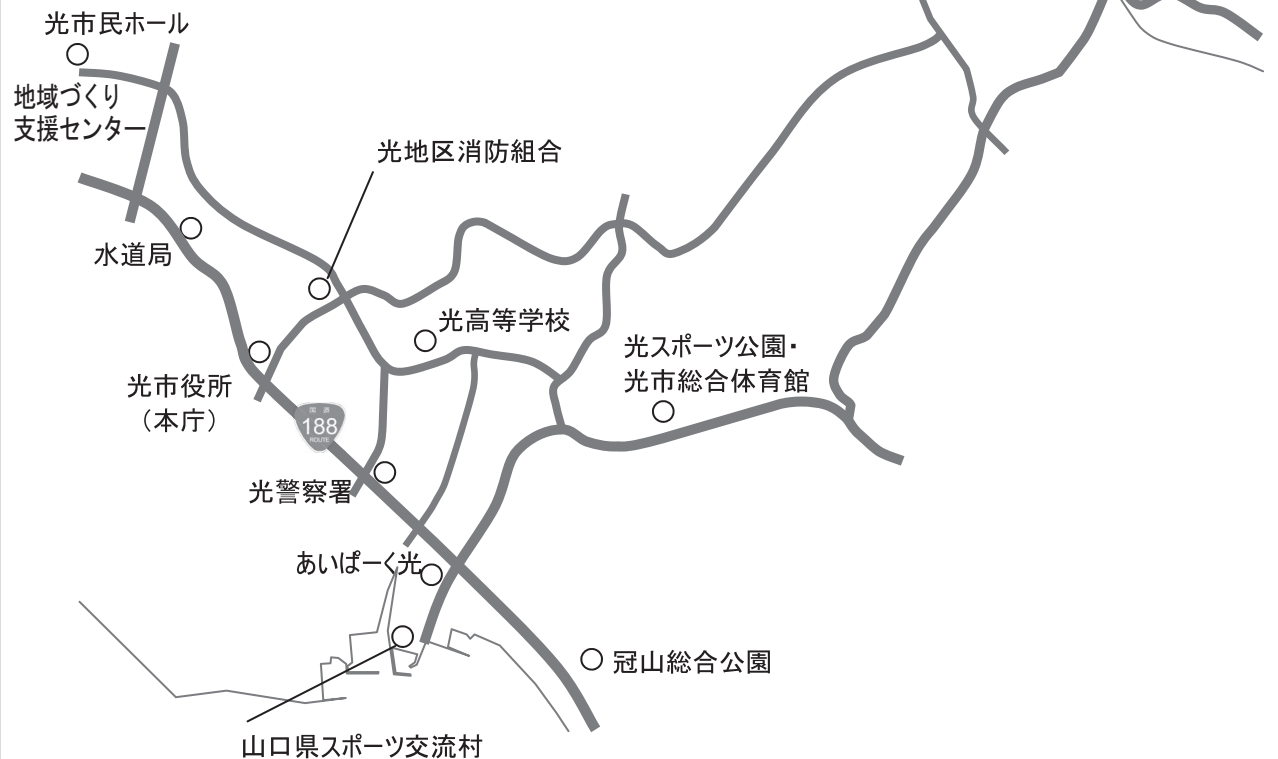 光市民ホール
地域づくり
支援センター
光地区消防組合
水道局
光高等学校
光スポーツ公園・
光市総合体育館
光市役所
（本庁）
国道
188
ROUTE
光警察署
あいぱーく光
冠山総合公園
山口県スポーツ交流村